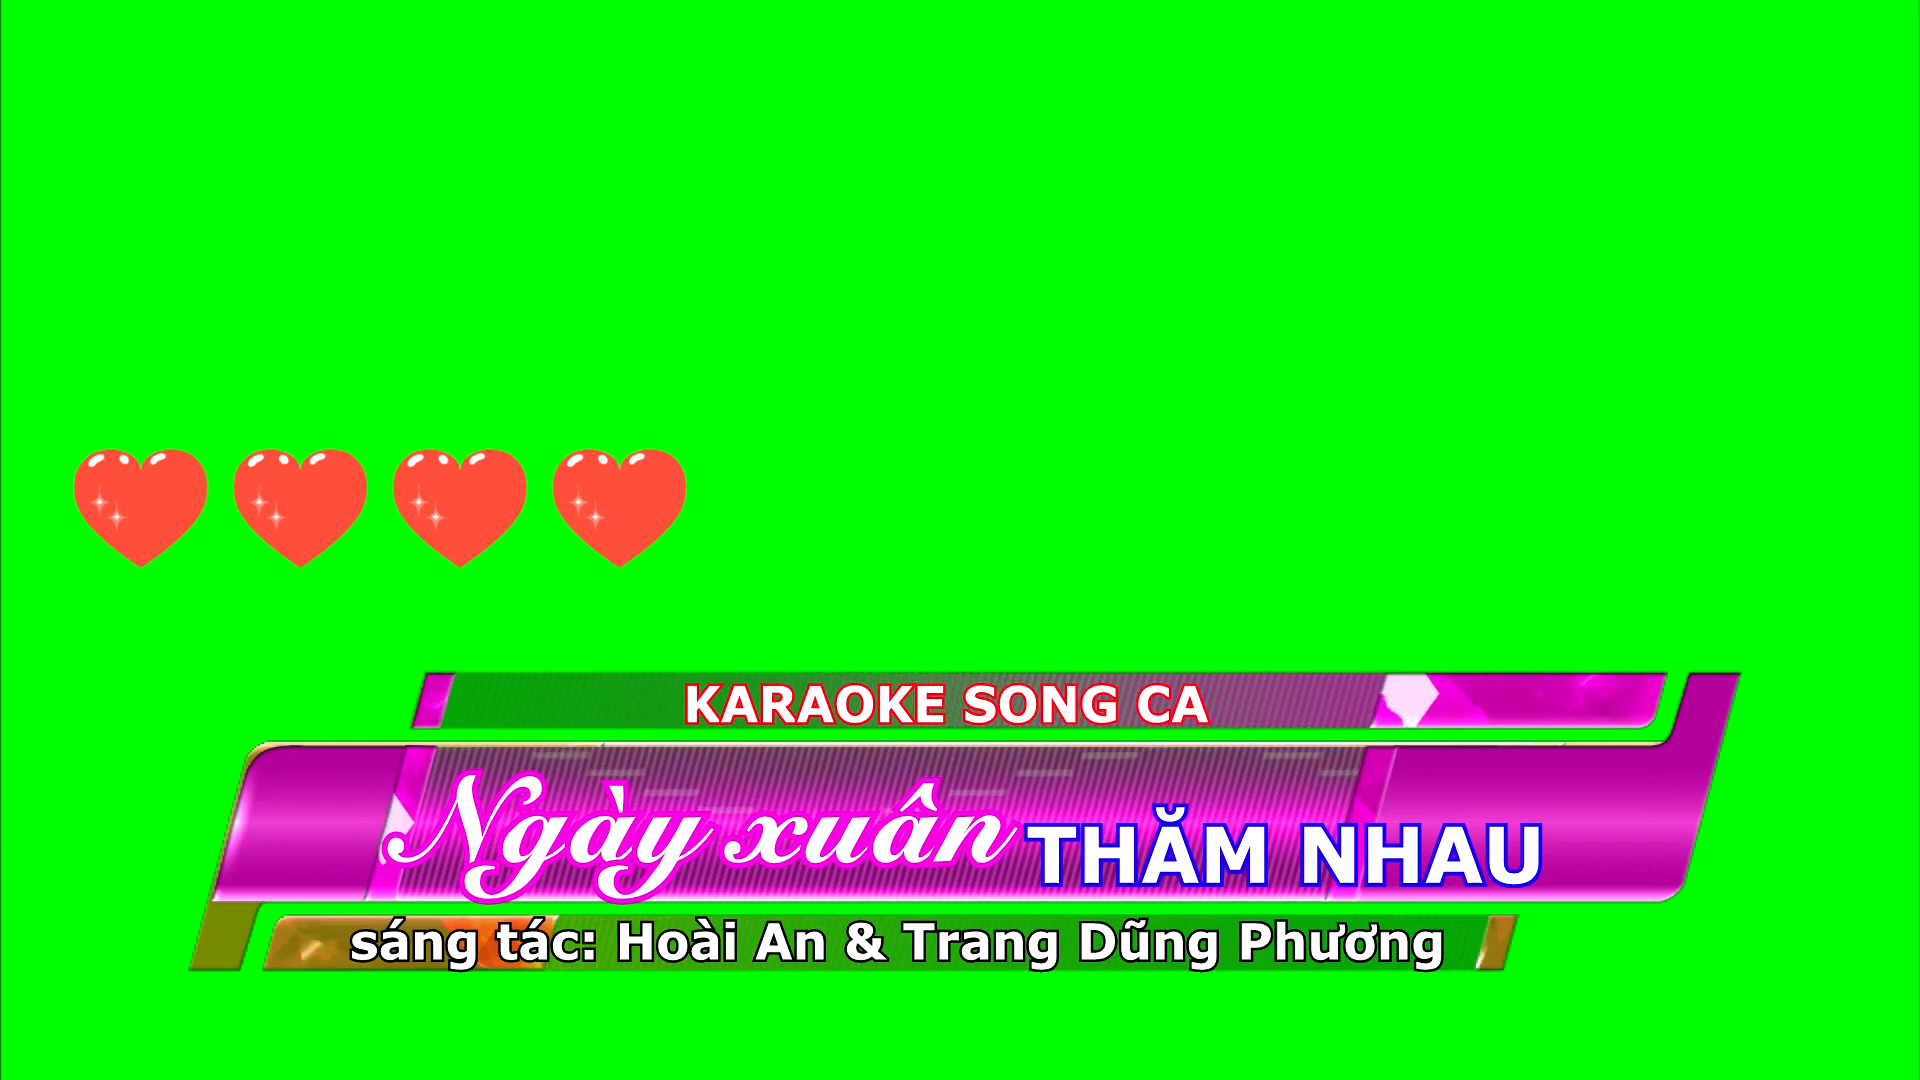 KARAOKE SONG CA
Ngày xuân THĂM NHAU
sáng tác: Hoài An & Trang Dũng Phương